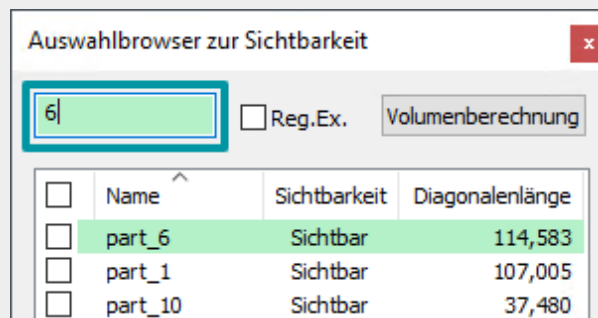 Auswahlbrowser zur Sichtbarkeit x
6 Reg.Ex. Volumenberechnung
Name Sichtbarkeit Diagonalenlänge
part_6 Sichtbar 114,583
part_1 Sichtbar 107,005
part_10 Sichtbar 37,480